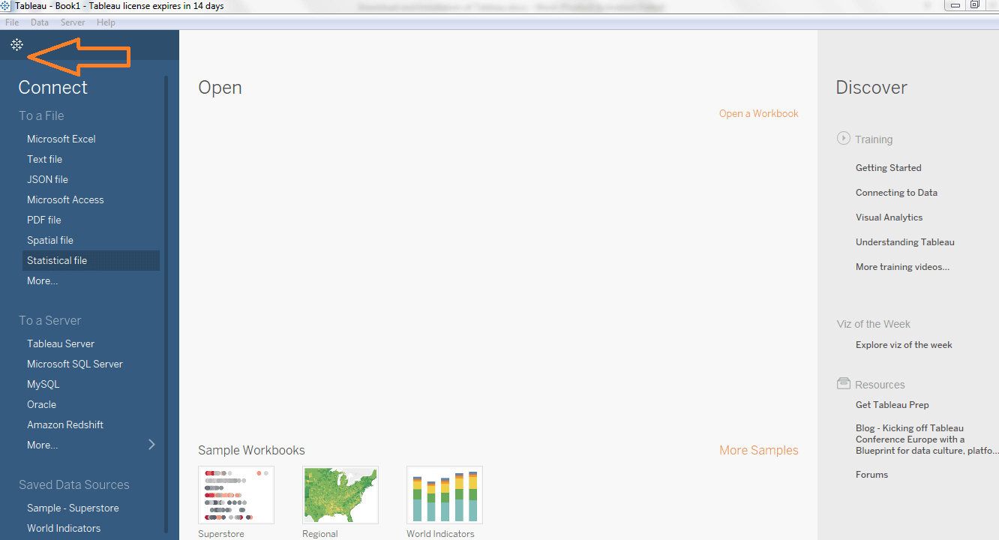 Tableau - Book1 - Tableau license expires in 14 days
File Data Server Help
Connect
To a File
Microsoft Excel
Text file
JSON file
Microsoft Access
PDF file
Spatial file
Statistical file
More...
To a Server
Tableau Server
Microsoft SQL Server
MySQL
Oracle
Amazon Redshift
More...
Saved Data Sources
Sample - Superstore
World Indicators
Open
Open a Workbook
Sample Workbooks
More Samples
Superstore
Regional
World Indicators
Discover
Training
Getting Started
Connecting to Data
Visual Analytics
Understanding Tableau
More training videos...
Viz of the Week
Explore viz of the week
Resources
Get Tableau Prep
Blog - Kicking off Tableau
Conference Europe with a
Blueprint for data culture, platfo...
Forums